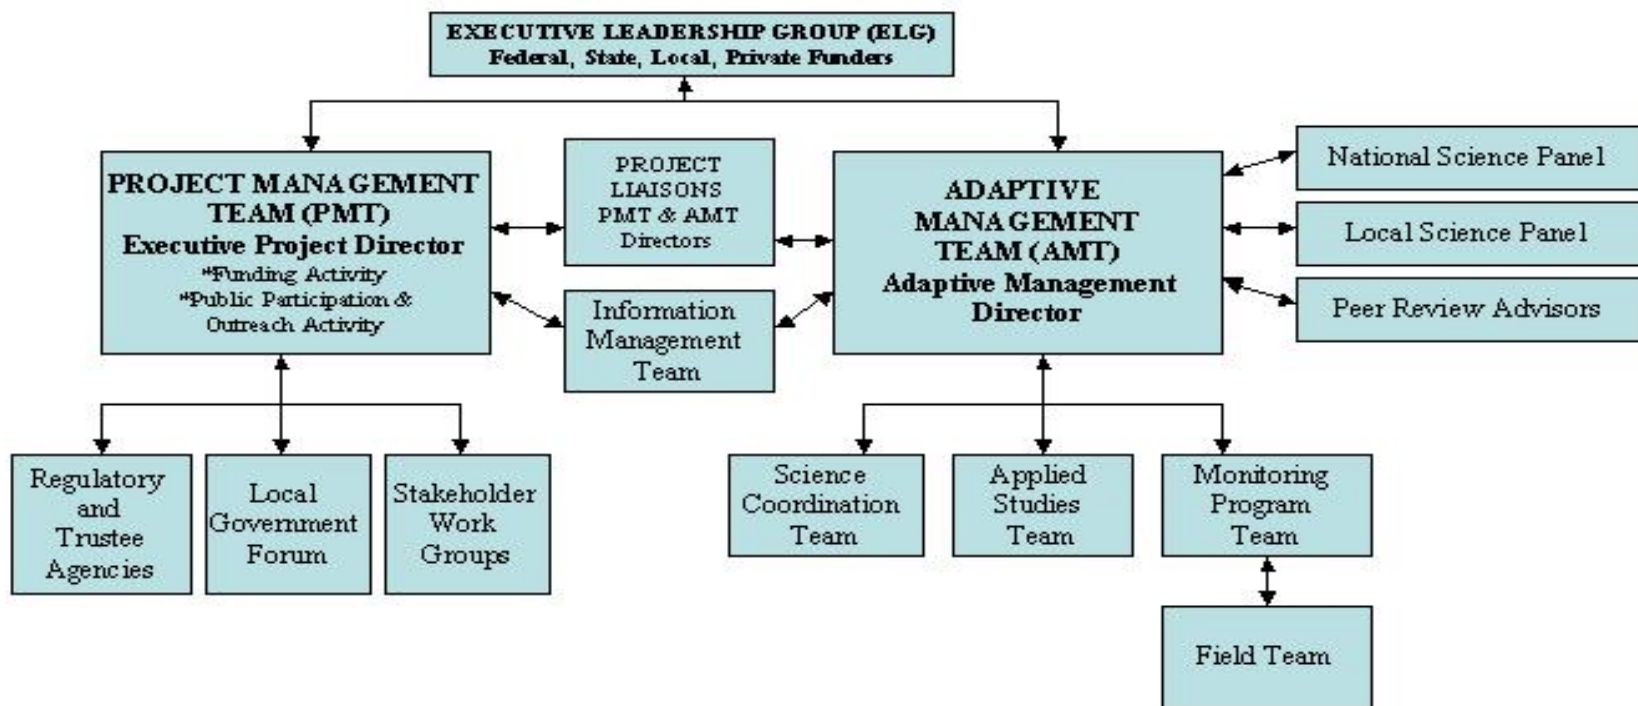 EXECUTIVE LEADERSHIP GROUP (ELG)
Federal, State, Local, Private Funders
PROJECT MANAGEMENT
TEAM (PMT)
Executive Project Director
*Funding Activity
*Public Participation &
Outreach Activity
PROJECT
LIAISONS
PMT & AMT
Directors
Information
Management
Team
ADAPTIVE
MANAGEMENT
TEAM (AMT)
Adaptive Management
Director
National Science Panel
Local Science Panel
Peer Review Advisors
Regulatory
and
Trustee
Agencies
Local
Government
Forum
Stakeholder
Work
Groups
Science
Coordination
Team
Applied
Studies
Team
Monitoring
Program
Team
Field Team